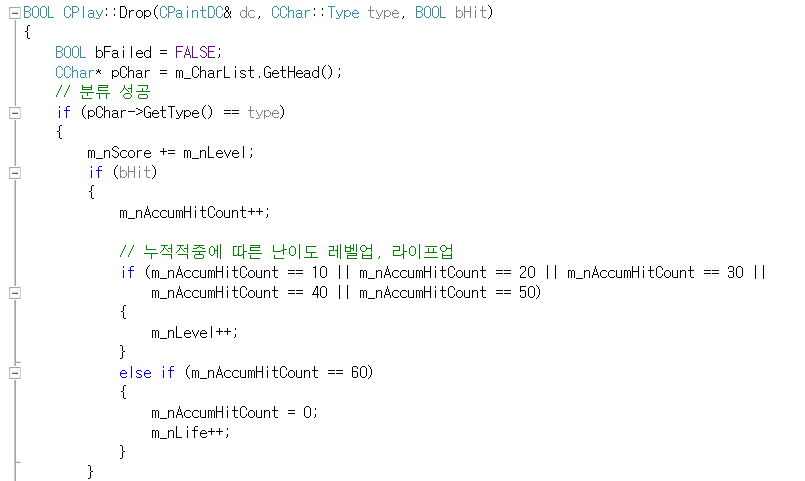 BOOL CPlay::Drop(CPaintDC& dc, CChar::Type type, BOOL bHit)
{
    BOOL bFailed = FALSE;
    CChar* pChar = m_CharList.GetHead();
    // 분류 성공
    if (pChar->GetType() == type)
    {
        m_nScore += m_nLevel;
        if (bHit)
        {
            m_nAccumHitCount++;

            // 누적적중에 따른 난이도 레벨업, 라이프업
            if (m_nAccumHitCount == 10 || m_nAccumHitCount == 20 || m_nAccumHitCount == 30 ||
                m_nAccumHitCount == 40 || m_nAccumHitCount == 50)
            {
                m_nLevel++;
            }
            else if (m_nAccumHitCount == 60)
            {
                m_nAccumHitCount = 0;
                m_nLife++;
            }
        }